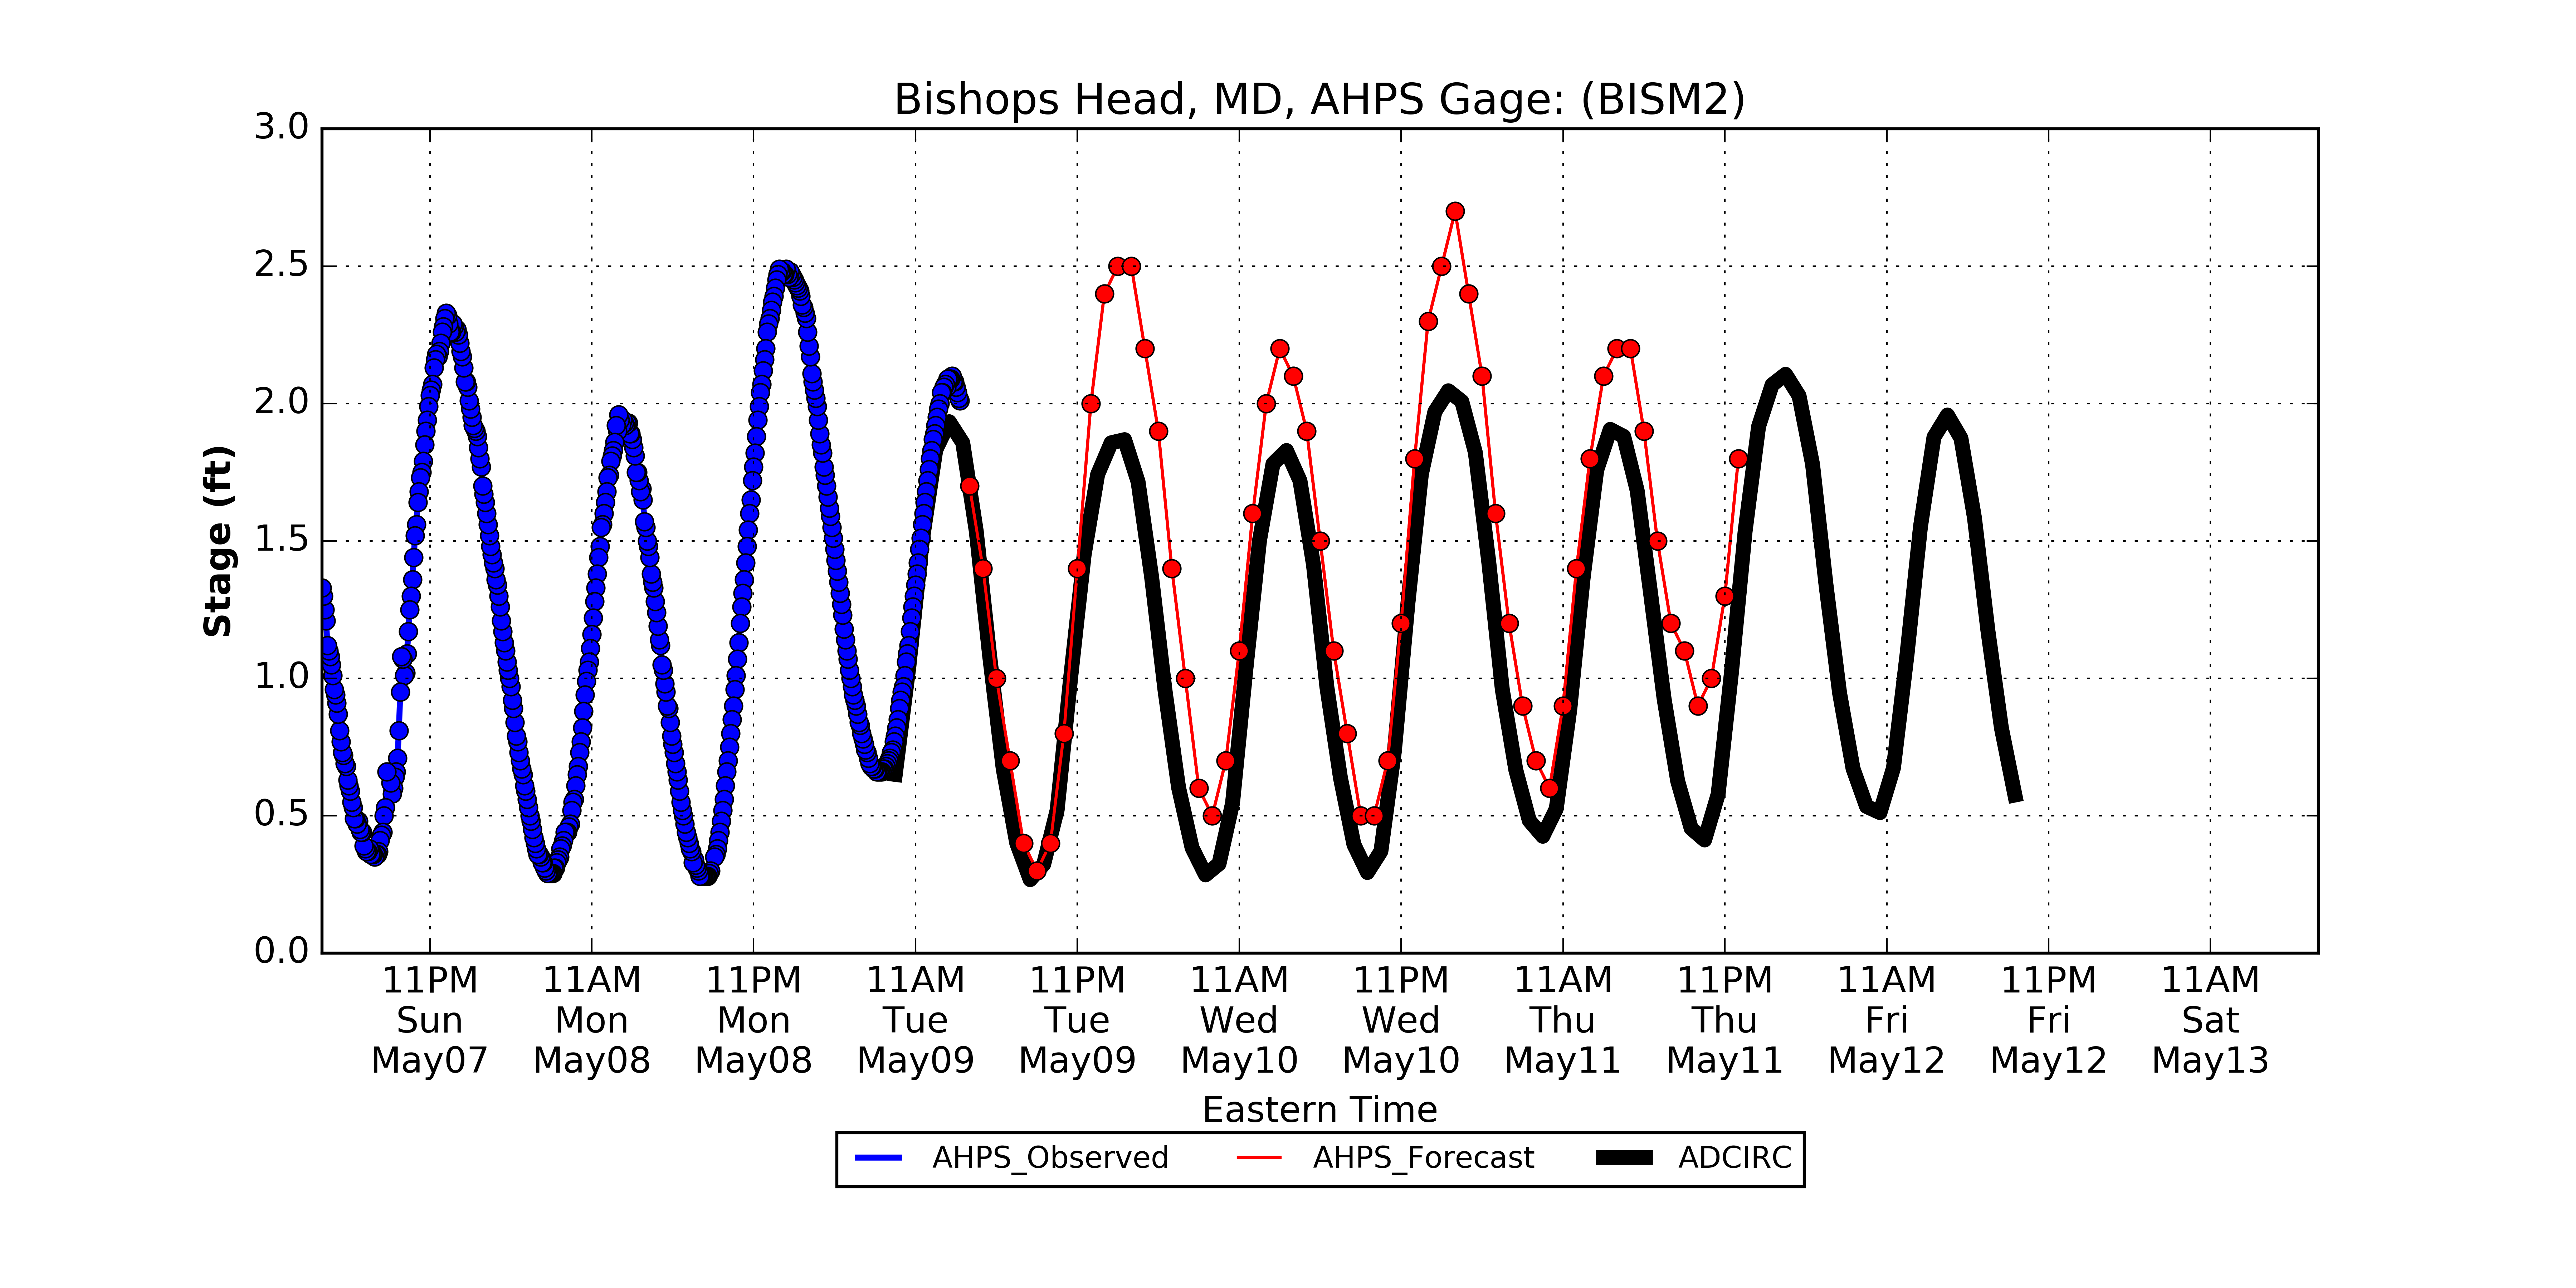 Bishops Head, MD, AHPS Gage: (BISM2)
Stage (ft)
3.0
2.5
2.0
1.5
1.0
0.5
0.0
11PM 11AM 11PM 11AM 11PM 11AM 11PM 11AM 11PM 11AM 11PM 11AM
Sun Mon Mon Tue Tue Wed Wed Thu Thu Fri Fri Sat
May07 May08 May08 May09 May09 May10 May10 May11 May11 May12 May12 May13
Eastern Time
AHPS_Observed AHPS_Forecast ADCIRC